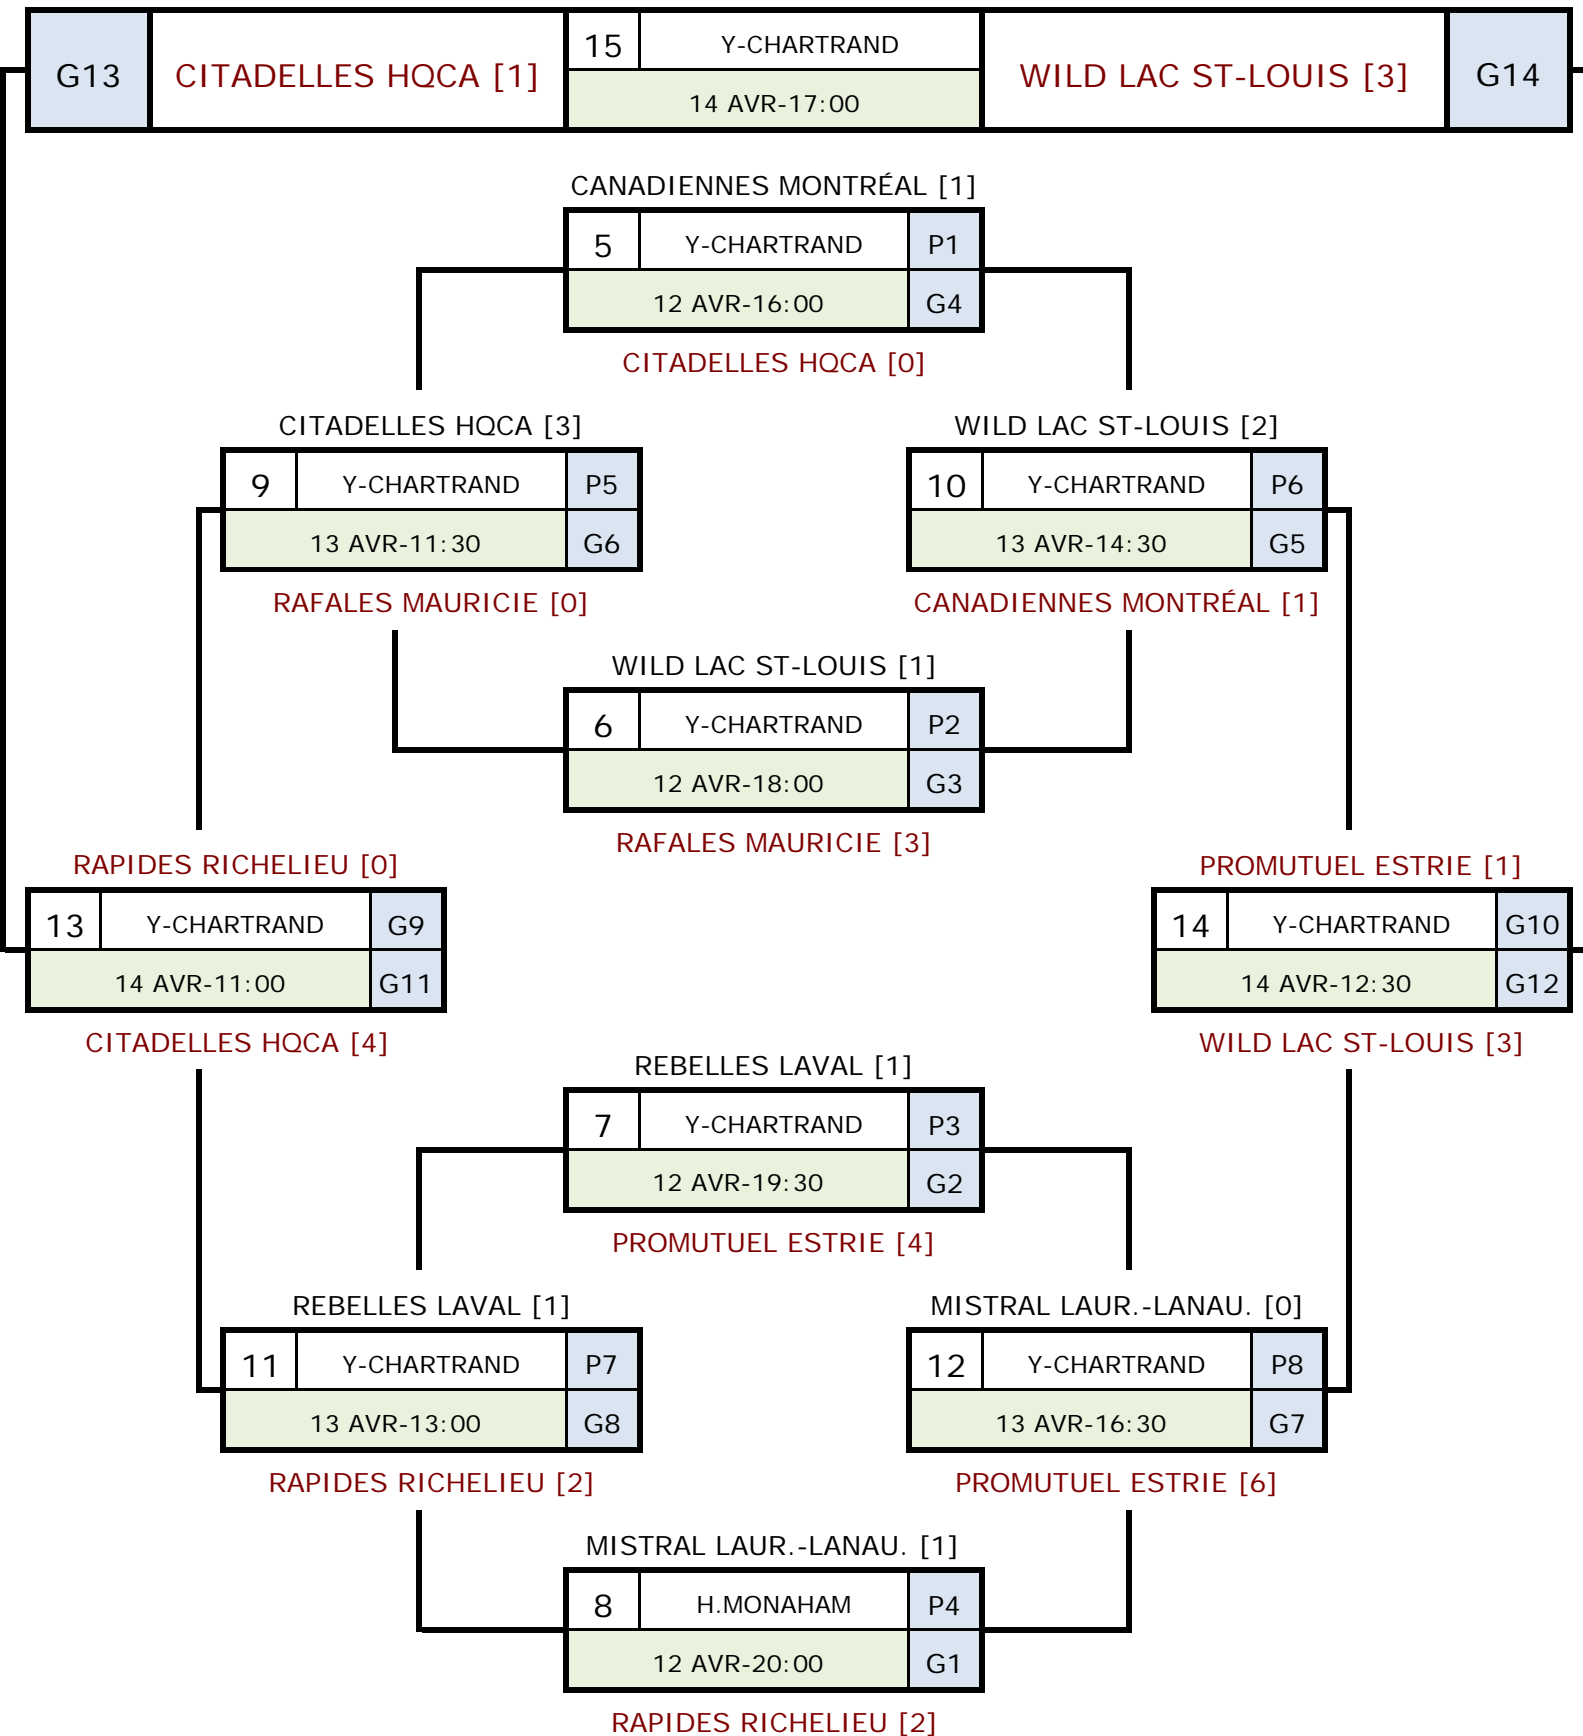 G13
CITADELLES HQCA [1]
15
Y-CHARTRAND
14 AVR-17:00
WILD LAC ST-LOUIS [3]
G14
CANADIENNES MONTRÉAL [1]
5
Y-CHARTRAND
P1
12 AVR-16:00
G4
CITADELLES HQCA [0]
CITADELLES HQCA [3]
9
Y-CHARTRAND
P5
13 AVR-11:30
G6
RAFALES MAURICIE [0]
WILD LAC ST-LOUIS [2]
10
Y-CHARTRAND
P6
13 AVR-14:30
G5
CANADIENNES MONTRÉAL [1]
WILD LAC ST-LOUIS [1]
6
Y-CHARTRAND
P2
12 AVR-18:00
G3
RAFALES MAURICIE [3]
RAPIDES RICHELIEU [0]
13
Y-CHARTRAND
G9
14 AVR-11:00
G11
CITADELLES HQCA [4]
PROMUTUEL ESTRIE [1]
14
Y-CHARTRAND
G10
14 AVR-12:30
G12
WILD LAC ST-LOUIS [3]
REBELLES LAVAL [1]
7
Y-CHARTRAND
P3
12 AVR-19:30
G2
PROMUTUEL ESTRIE [4]
REBELLES LAVAL [1]
11
Y-CHARTRAND
P7
13 AVR-13:00
G8
RAPIDES RICHELIEU [2]
MISTRAL LAUR.-LANAU. [0]
12
Y-CHARTRAND
P8
13 AVR-16:30
G7
PROMUTUEL ESTRIE [6]
MISTRAL LAUR.-LANAU. [1]
8
H.MONAHAM
P4
12 AVR-20:00
G1
RAPIDES RICHELIEU [2]